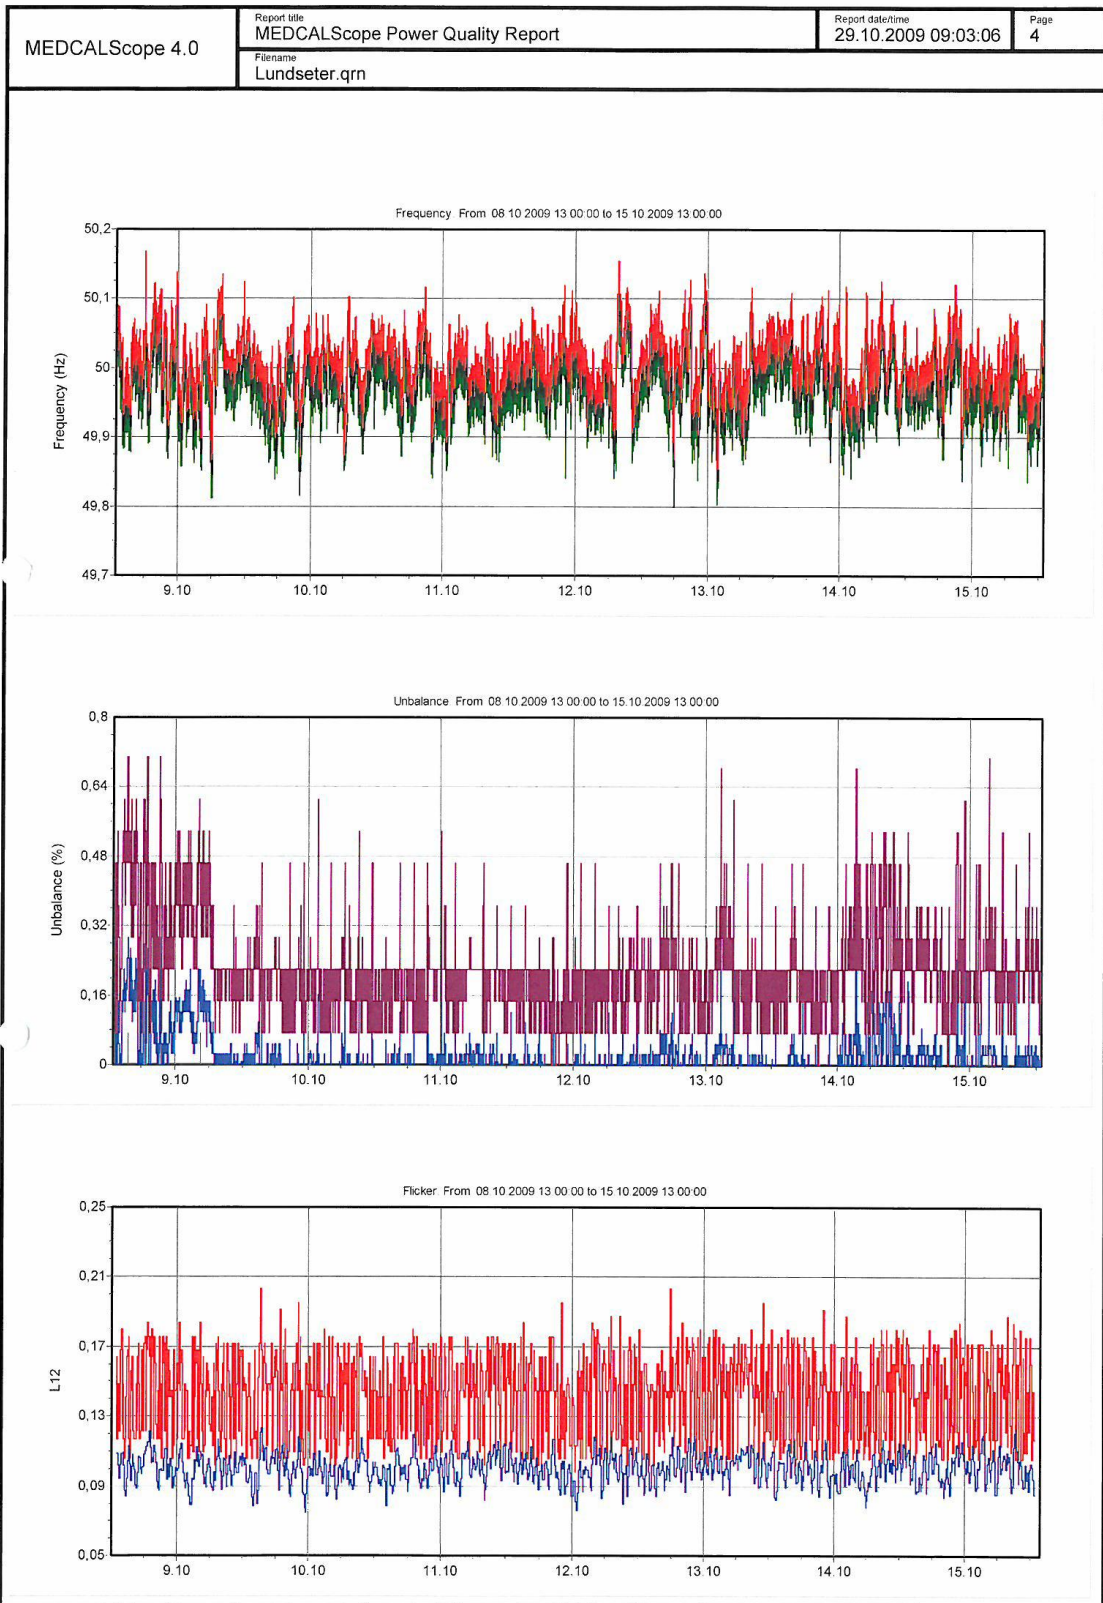 MEDCALScope 4.0
Report title
MEDCALScope Power Quality Report
Report date/time
29.10.2009 09:03:06
Page
4
Filename
Lundseter.qrn
Frequency From 08 10 2009 13 00:00 to 15 10 2009 13 00:00
50,2
50,1
50
49,9
49,8
49,7
Frequency (Hz)
9.10 10.10 11.10 12.10 13.10 14.10 15.10
Unbalance From 08 10 2009 13 00:00 to 15.10 2009 13 00:00
0,8
0,64
0,48
0,32
0,16
0
Unbalance (%)
9.10 10.10 11.10 12.10 13.10 14.10 15.10
Flicker From 08 10 2009 13 00 00 to 15 10 2009 13 00:00
0,25
0,21
0,17
0,13
0,09
0,05
L12
9.10 10.10 11.10 12.10 13.10 14.10 15.10